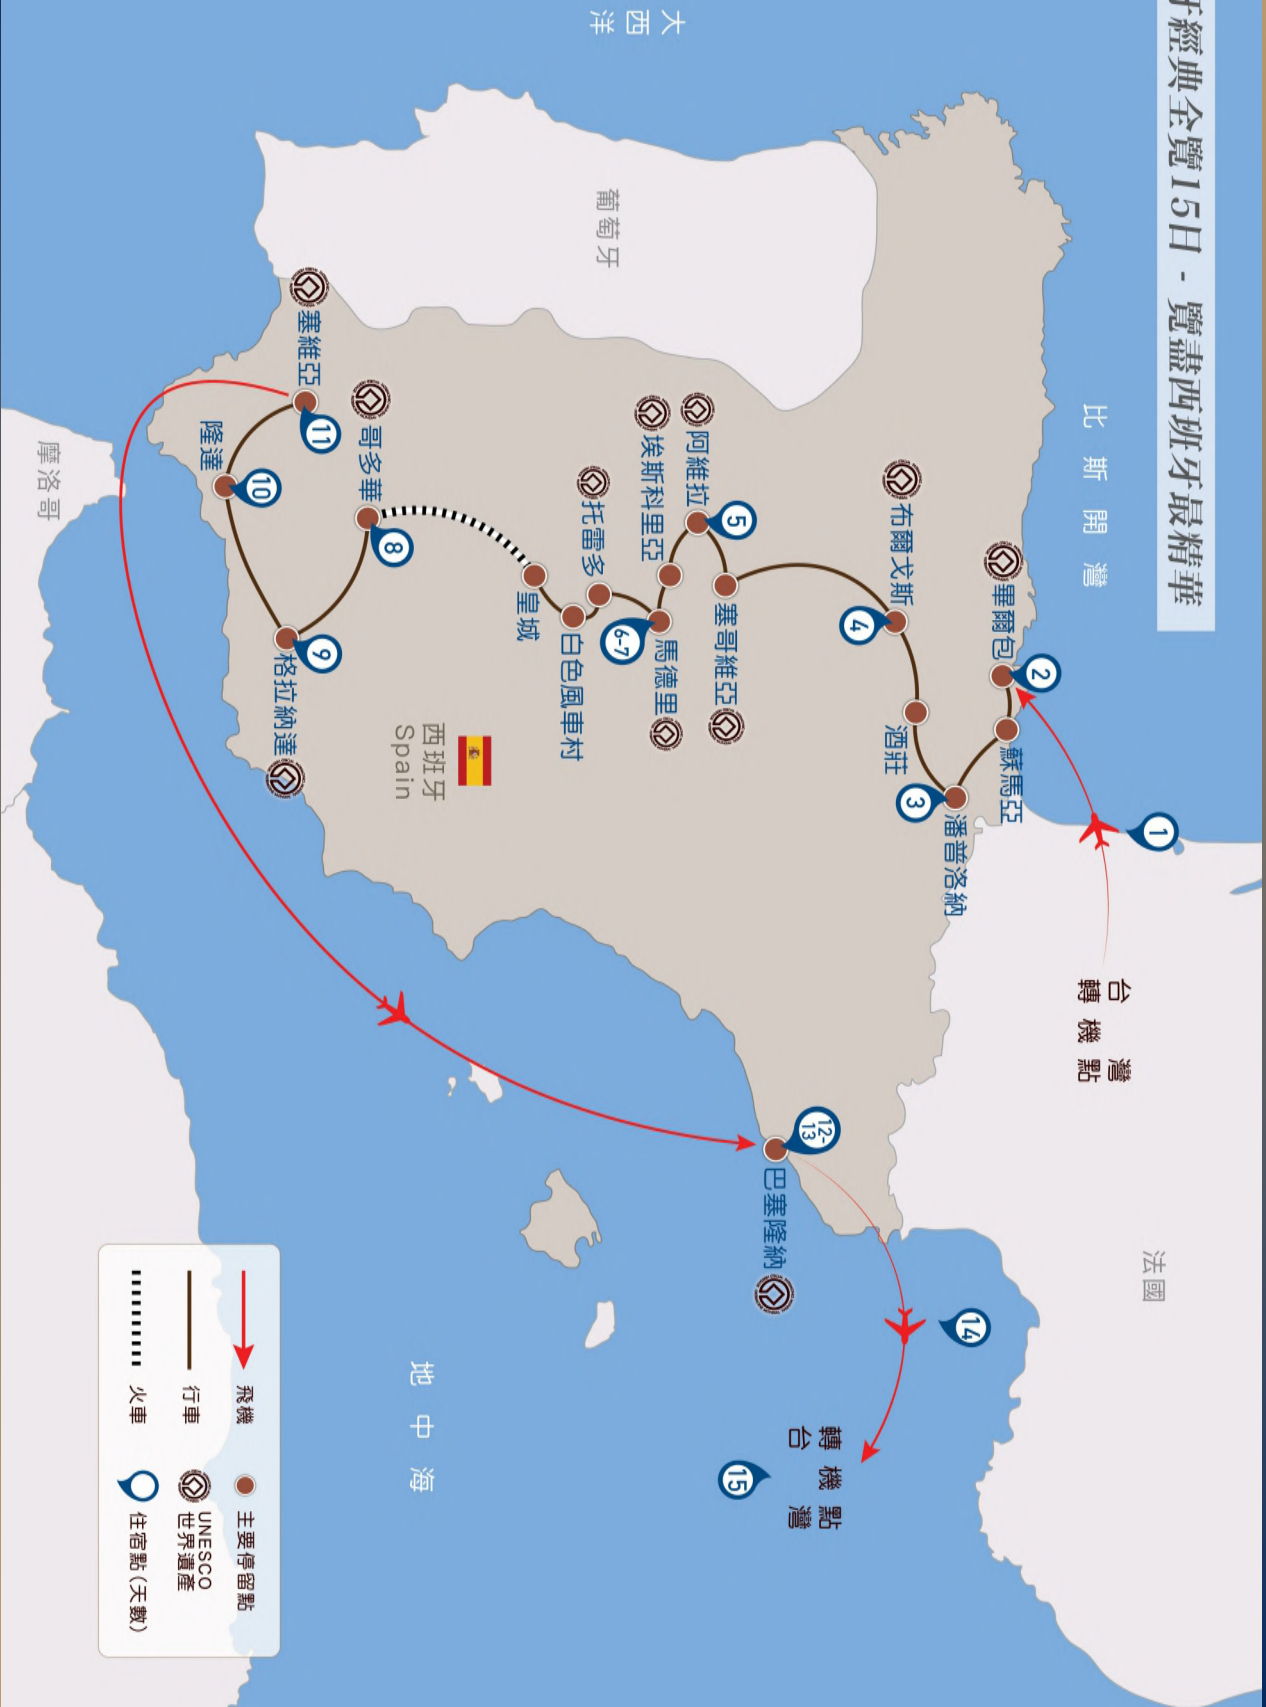 牙經典全覽15日 - 覽盡西班牙最精華
大西洋
比斯開灣
葡萄牙
法國
摩洛哥
地中海
西班牙
Spain
台灣
轉機點
1
畢爾包
2
蘇馬亞
潘普洛納
3
酒莊
布爾戈斯
4
塞哥維亞
阿維拉
5
埃斯科里亞
馬德里
6-7
托雷多
白色風車村
皇城
哥多華
8
格拉納達
9
隆達
10
塞維亞
11
巴塞隆納
12-
13
14
轉機點
台灣
15
飛機
行車
火車
主要停留點
UNESCO
世界遺產
住宿點(天數)